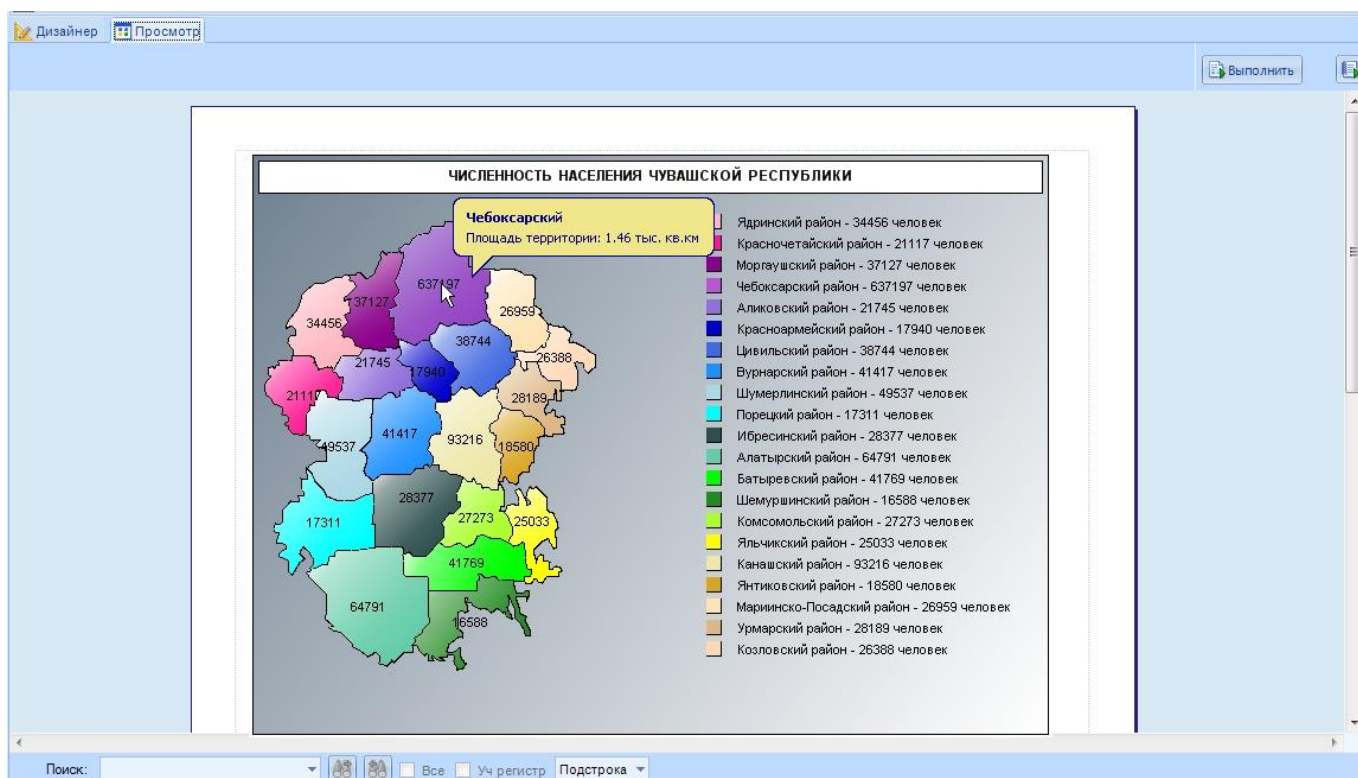 Дизайнер Просмотр
Выполнить
ЧИСЛЕННОСТЬ НАСЕЛЕНИЯ ЧУВАШСКОЙ РЕСПУБЛИКИ
Чебоксарский
Площадь территории: 1.46 тыс. кв.км
637197
37127
26959
34456
38744
26388
21745
17940
2111
28189
41417
93216
49537
18580
28377
17311
27273
25033
41769
64791
16588
Ядринский район - 34456 человек
Красночетайский район - 21117 человек
Моргаушский район - 37127 человек
Чебоксарский район - 637197 человек
Аликовский район - 21745 человек
Красноармейский район - 17940 человек
Цивильский район - 38744 человек
Вурнарский район - 41417 человек
Шумерлинский район - 49537 человек
Порецкий район - 17311 человек
Ибресинский район - 28377 человек
Алатырский район - 64791 человек
Батыревский район - 41769 человек
Шемуршинский район - 16588 человек
Комсомольский район - 27273 человек
Яльчикский район - 25033 человек
Канашский район - 93216 человек
Янтиковский район - 18580 человек
Мариинско-Посадский район - 26959 человек
Урмарский район - 28189 человек
Козловский район - 26388 человек
Поиск: Все Уч регистр Подстрока